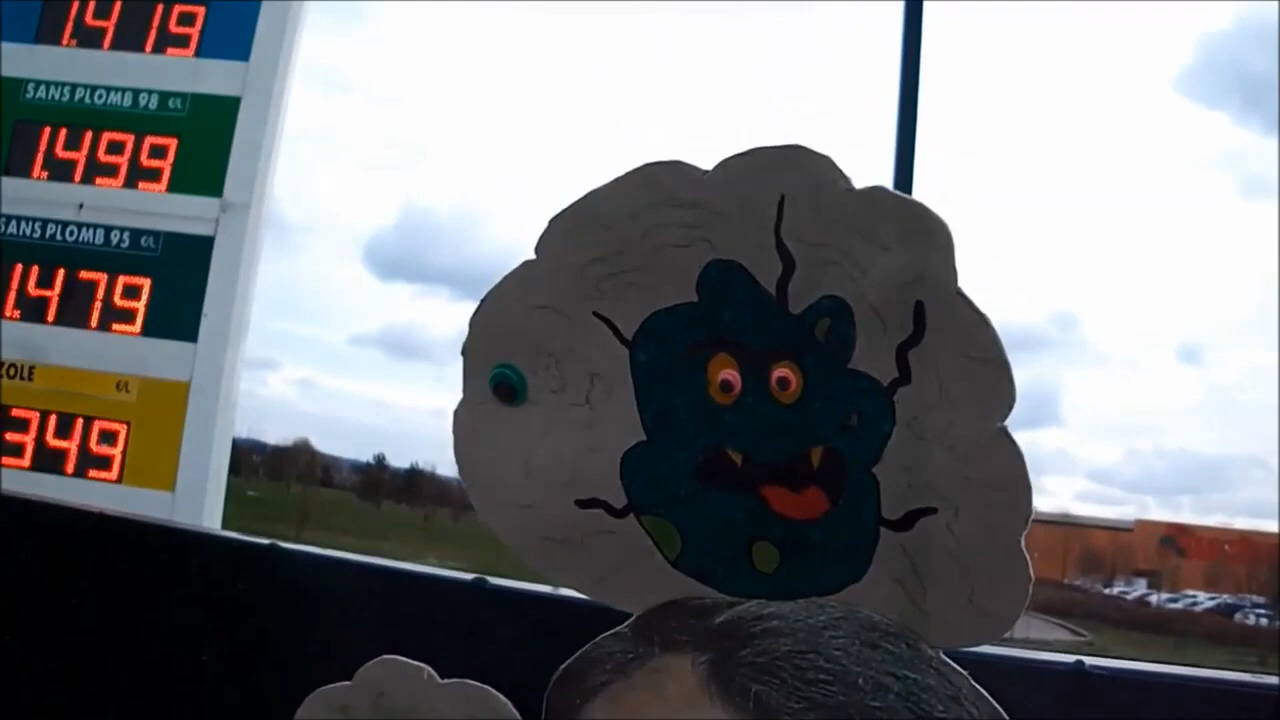 1.419
SANS PLOMB 98 €/L
1.499
SANS PLOMB 95 €/L
1.479
ZOLE €/L
349